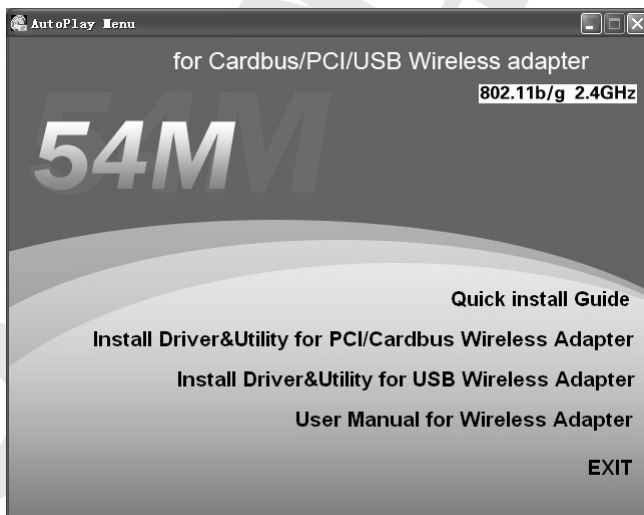 AutoPlay Menu
for Cardbus/PCI/USB Wireless adapter
802.11b/g 2.4GHz
54M
Quick install Guide
Install Driver&Utility for PCI/Cardbus Wireless Adapter
Install Driver&Utility for USB Wireless Adapter
User Manual for Wireless Adapter
EXIT